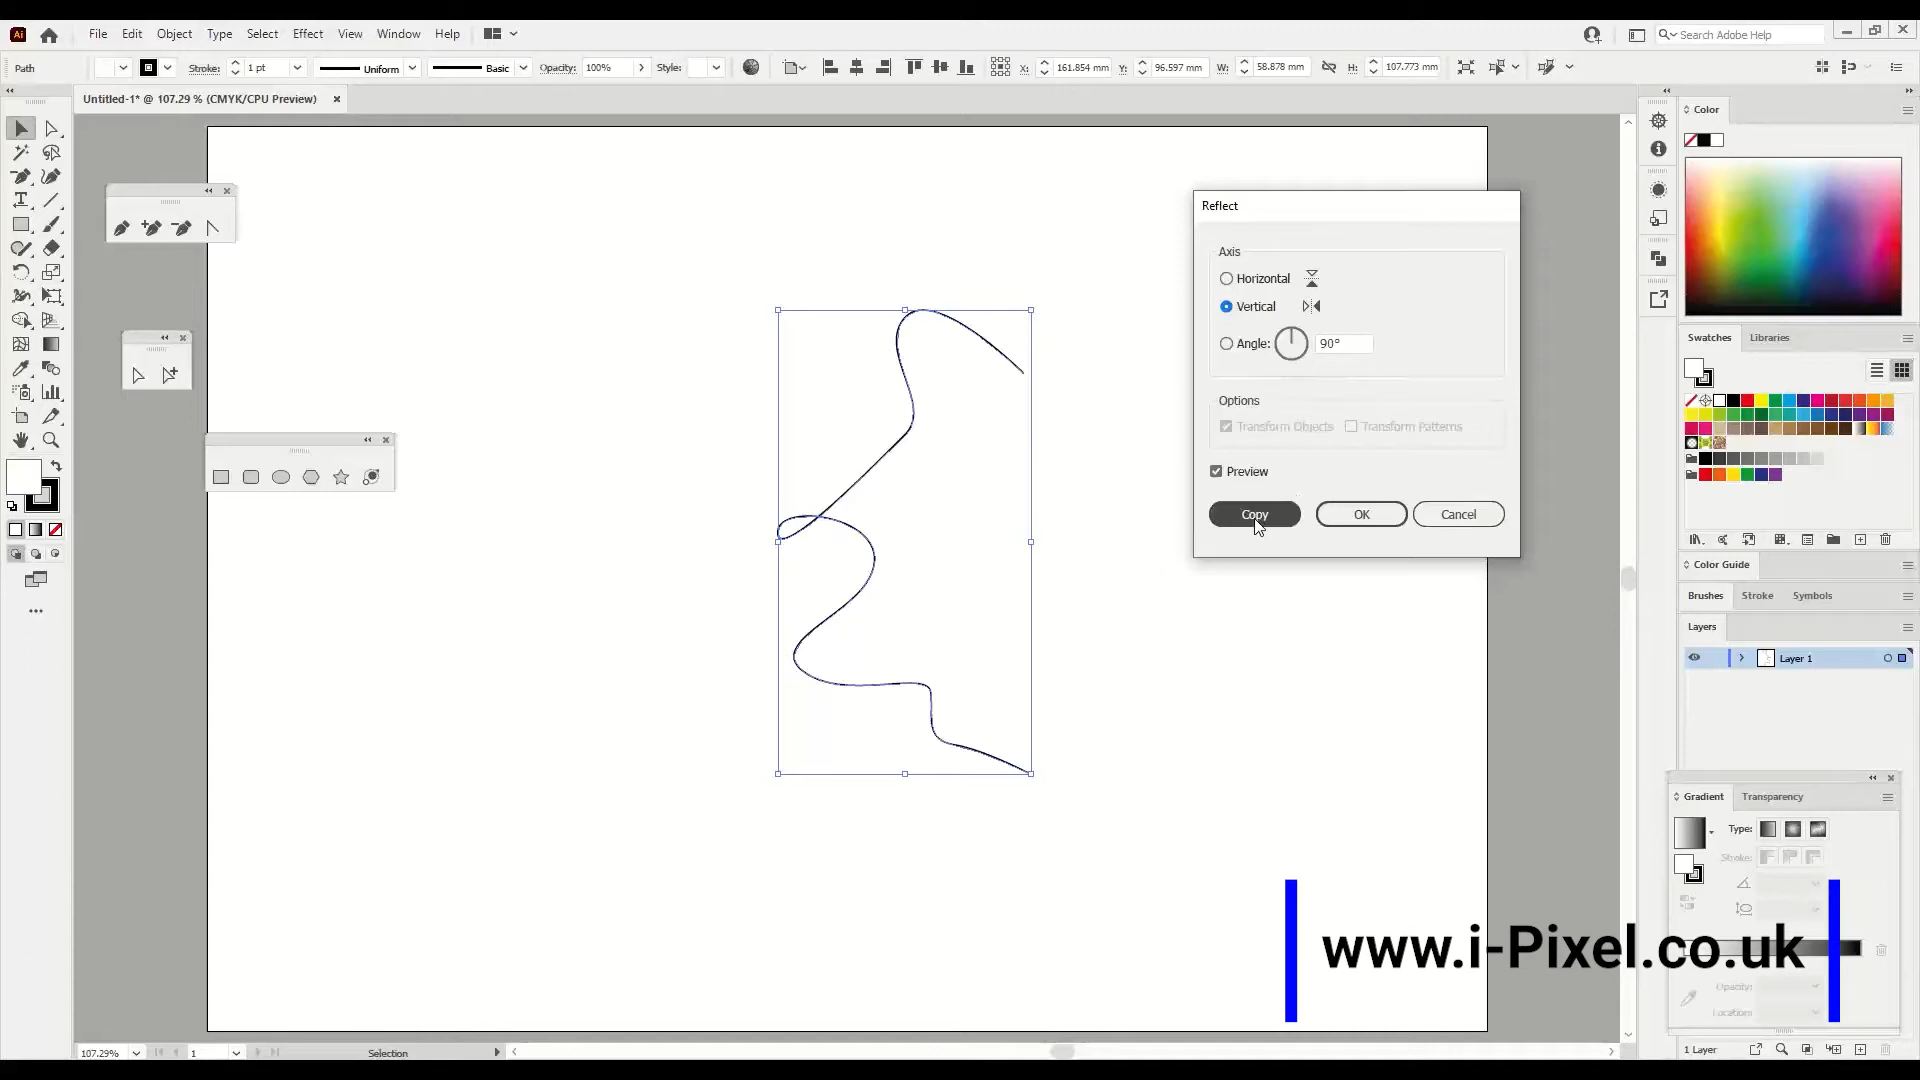 Ai File Edit Object Type Select Effect View Window Help Search Adobe Help
Path Stroke: 1 pt Uniform Basic Opacity: 100% Style: X: 161.854 mm Y: 96.597 mm W: 58.878 mm H: 107.773 mm
Untitled-1* @ 107.29 % (CMYK/CPU Preview)
Color
Reflect
Axis
Horizontal
Vertical
Angle: 90°
Options
Transform Objects Transform Patterns
Preview
Copy OK Cancel
Swatches Libraries
Color Guide
Brushes Stroke Symbols
Layers
Layer 1
Gradient Transparency
Type:
Stroke:
www.i-Pixel.co.uk
Opacity:
Location:
107.29% 1 Selection
1 Layer